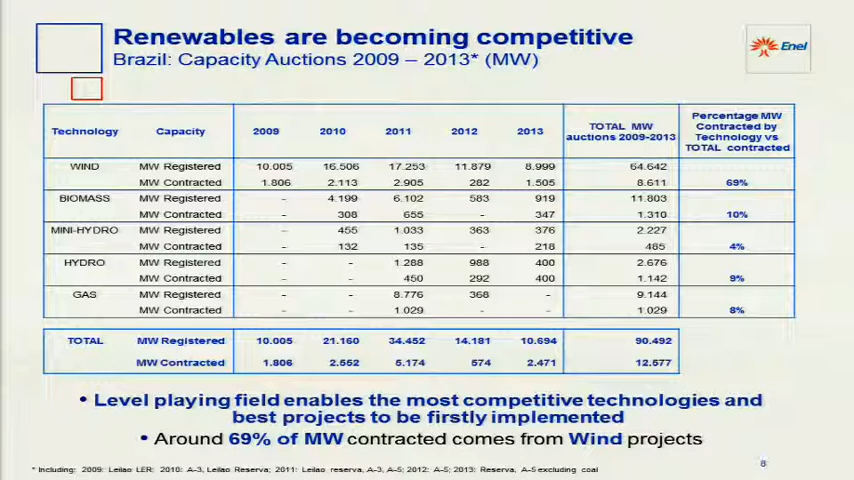 Renewables are becoming competitive
Brazil: Capacity Auctions 2009 – 2013* (MW)
Enel
Technology Capacity 2009 2010 2011 2012 2013 TOTAL MW auctions 2009-2013 Percentage MW Contracted by Technology vs TOTAL contracted
WIND MW Registered 10.005 16.506 17.253 11.879 8.999 64.642
MW Contracted 1.806 2.113 2.905 282 1.505 8.611 69%
BIOMASS MW Registered - 4.199 6.102 583 919 11.803
MW Contracted - 308 655 - 347 1.310 10%
MINI-HYDRO MW Registered - 455 1.033 363 376 2.227
MW Contracted - 132 135 - 218 485 4%
HYDRO MW Registered - - 1.288 988 400 2.676
MW Contracted - - 450 292 400 1.142 9%
GAS MW Registered - - 8.776 368 - 9.144
MW Contracted - - 1.029 - - 1.029 8%
TOTAL MW Registered 10.005 21.160 34.452 14.181 10.694 90.492
MW Contracted 1.806 2.552 5.174 574 2.471 12.577
• Level playing field enables the most competitive technologies and
best projects to be firstly implemented
• Around 69% of MW contracted comes from Wind projects
* Including: 2009: Leilao LER; 2010: A-3, Leilao Reserva; 2011: Leilao reserva, A-3, A-5; 2012: A-5; 2013: Reserva, A-5 excluding coal
8